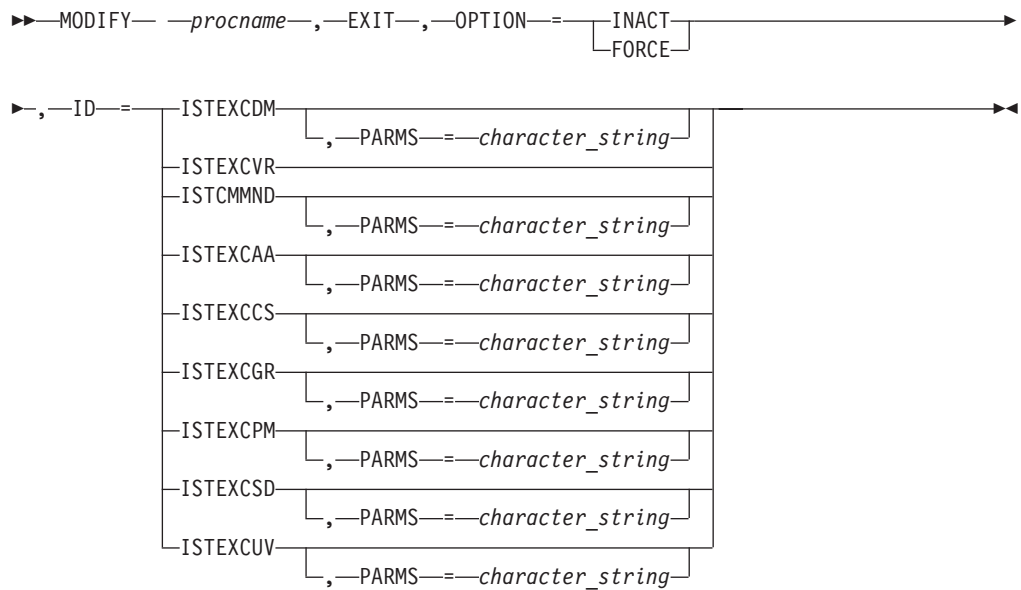 MODIFY procname , EXIT , OPTION = INACT
FORCE
, ID = ISTEXCDM
, PARMS = character_string
ISTEXCVR
ISTCMMND
, PARMS = character_string
ISTEXCAA
, PARMS = character_string
ISTEXCCS
, PARMS = character_string
ISTEXCGR
, PARMS = character_string
ISTEXCPM
, PARMS = character_string
ISTEXCSD
, PARMS = character_string
ISTEXCUV
, PARMS = character_string